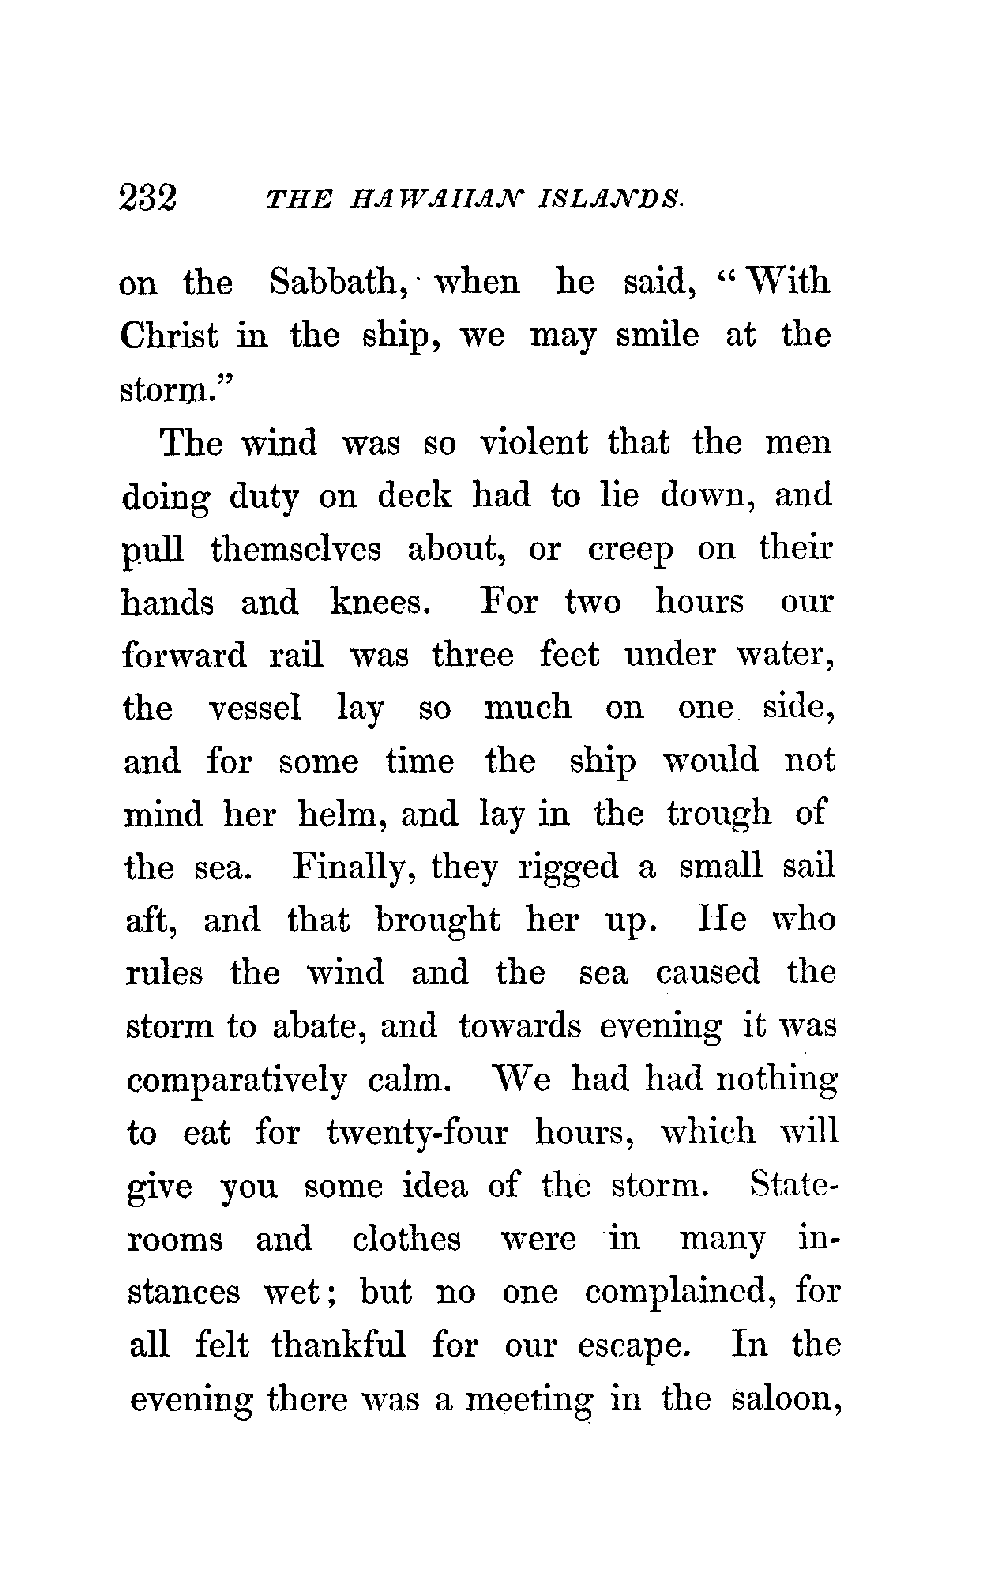 232 THE HAWAIIAN ISLANDS.
on the Sabbath, when he said, “With
Christ in the ship, we may smile at the
storm.”
The wind was so violent that the men
doing duty on deck had to lie down, and
pull themselves about, or creep on their
hands and knees. For two hours our
forward rail was three feet under water,
the vessel lay so much on one side,
and for some time the ship would not
mind her helm, and lay in the trough of
the sea. Finally, they rigged a small sail
aft, and that brought her up. He who
rules the wind and the sea caused the
storm to abate, and towards evening it was
comparatively calm. We had had nothing
to eat for twenty-four hours, which will
give you some idea of the storm. State-
rooms and clothes were in many in-
stances wet; but no one complained, for
all felt thankful for our escape. In the
evening there was a meeting in the saloon,